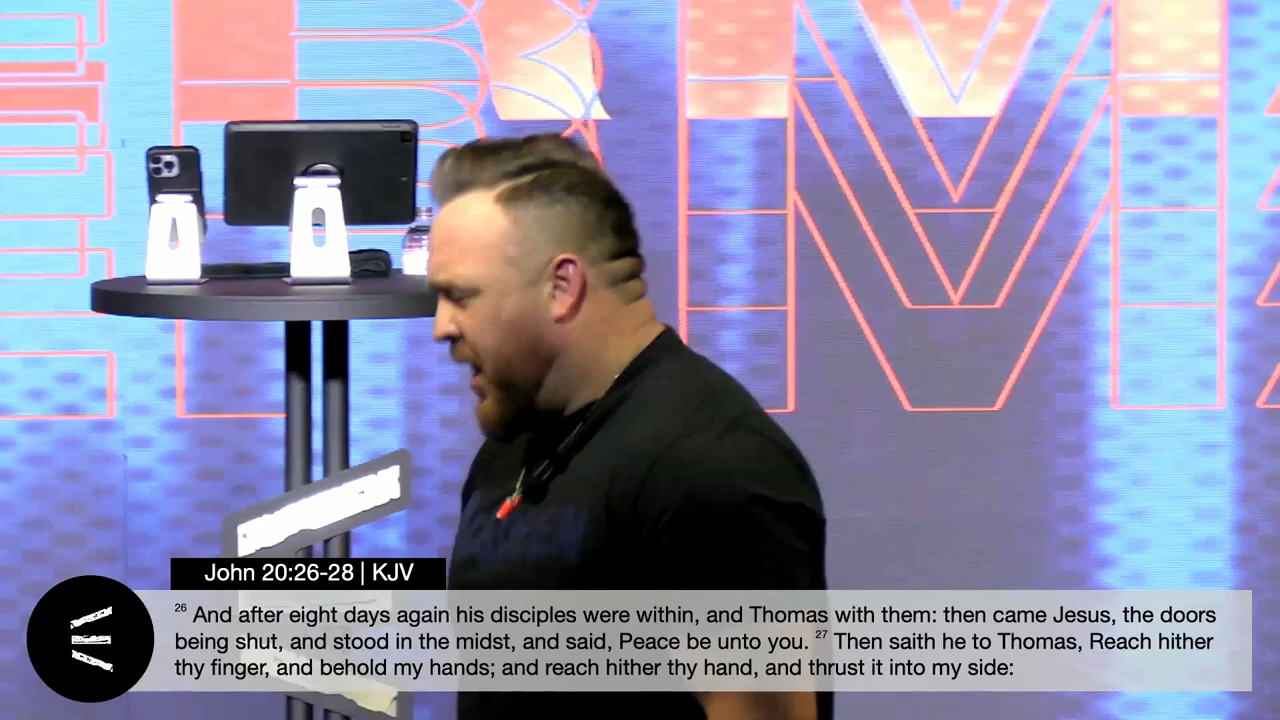 John 20:26-28 | KJV
26 And after eight days again his disciples were within, and Thomas with them: then came Jesus, the doors
being shut, and stood in the midst, and said, Peace be unto you. 27 Then saith he to Thomas, Reach hither
thy finger, and behold my hands; and reach hither thy hand, and thrust it into my side: